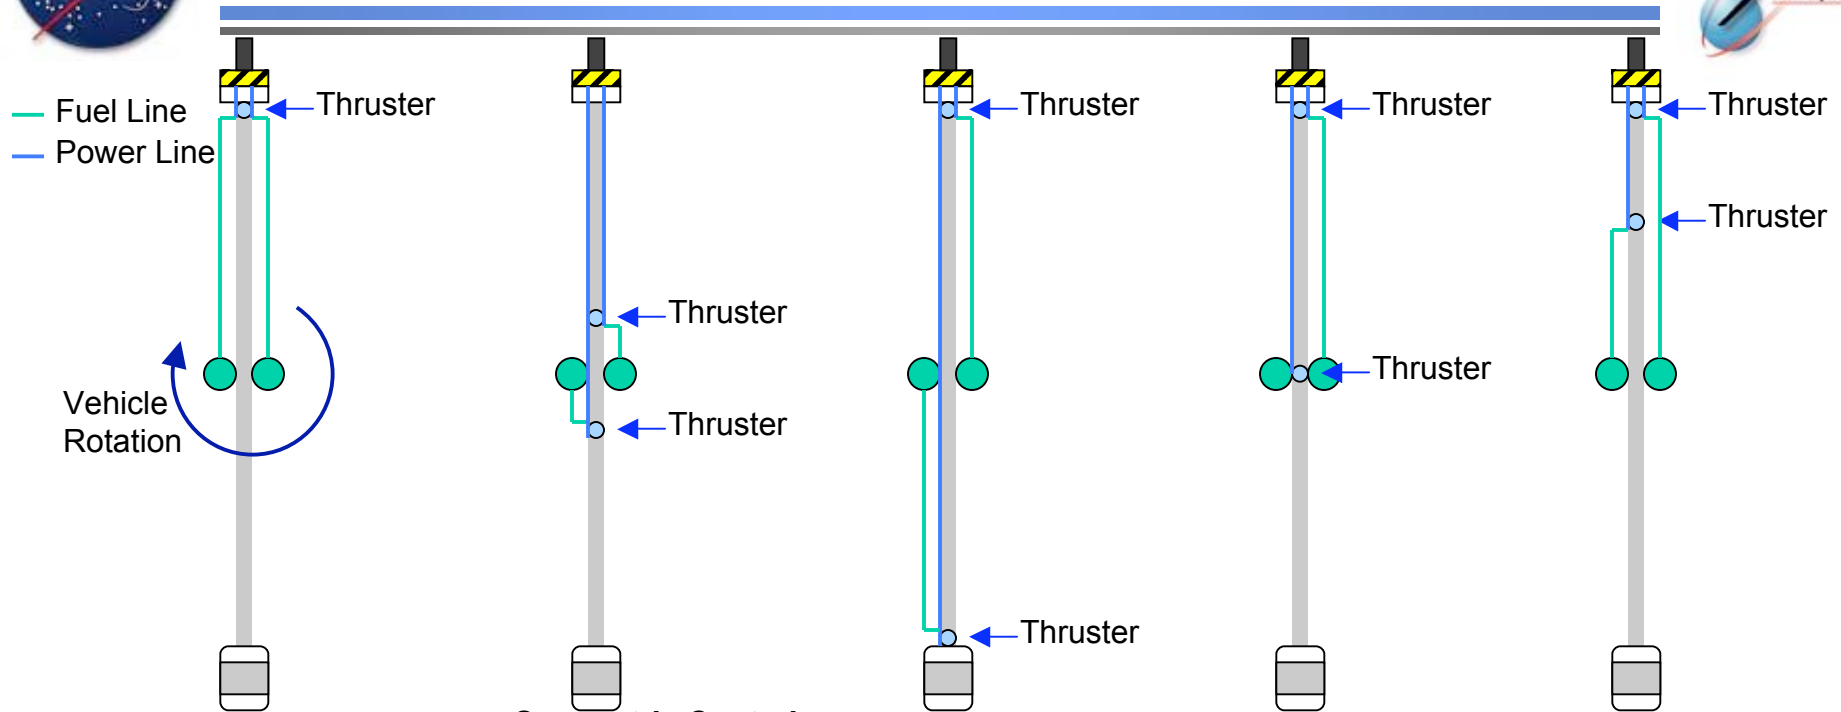 Fuel Line
Power Line
Thruster
Thruster
Thruster
Thruster
Thruster
Thruster
Thruster
Thruster
Thruster
Vehicle
Rotation